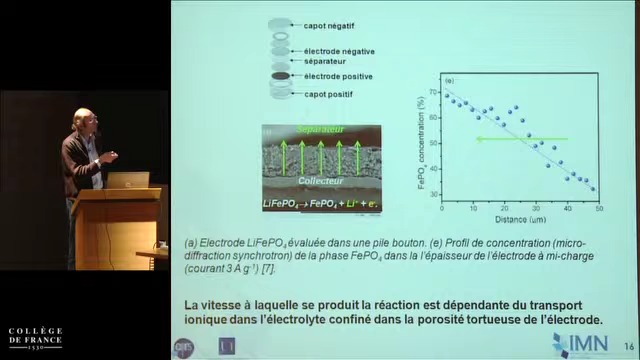 capot négatif
électrode négative
séparateur
électrode positive
capot positif
Séparateur
Collecteur
LiFePO₄→ FePO₄ + Li⁺ + e⁻
(e)
FePO₄ concentration (%)
70
60
50
40
30
0
10
20
30
40
50
Distance (μm)
(a) Electrode LiFePO₄ évaluée dans une pile bouton. (e) Profil de concentration (micro-
diffraction synchrotron) de la phase FePO₄ dans la l'épaisseur de l'électrode à mi-charge
(courant 3 A g⁻¹) [7].
La vitesse à laquelle se produit la réaction est dépendante du transport
ionique dans l'électrolyte confiné dans la porosité tortueuse de l'électrode.
COLLÈGE
DE FRANCE
1530
IMN
16